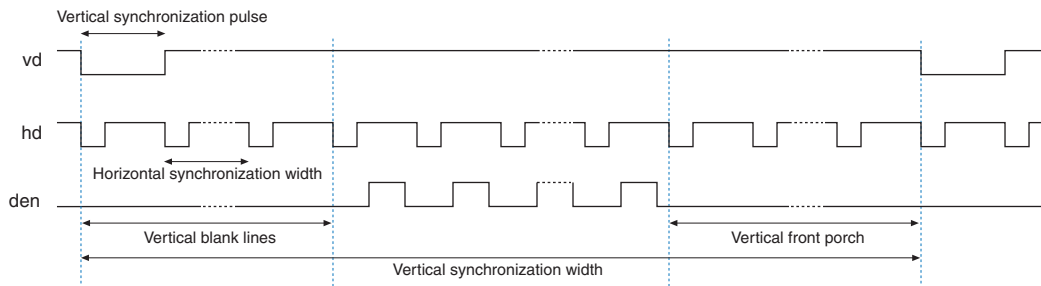 Vertical synchronization pulse
vd
hd
Horizontal synchronization width
den
Vertical blank lines
Vertical front porch
Vertical synchronization width